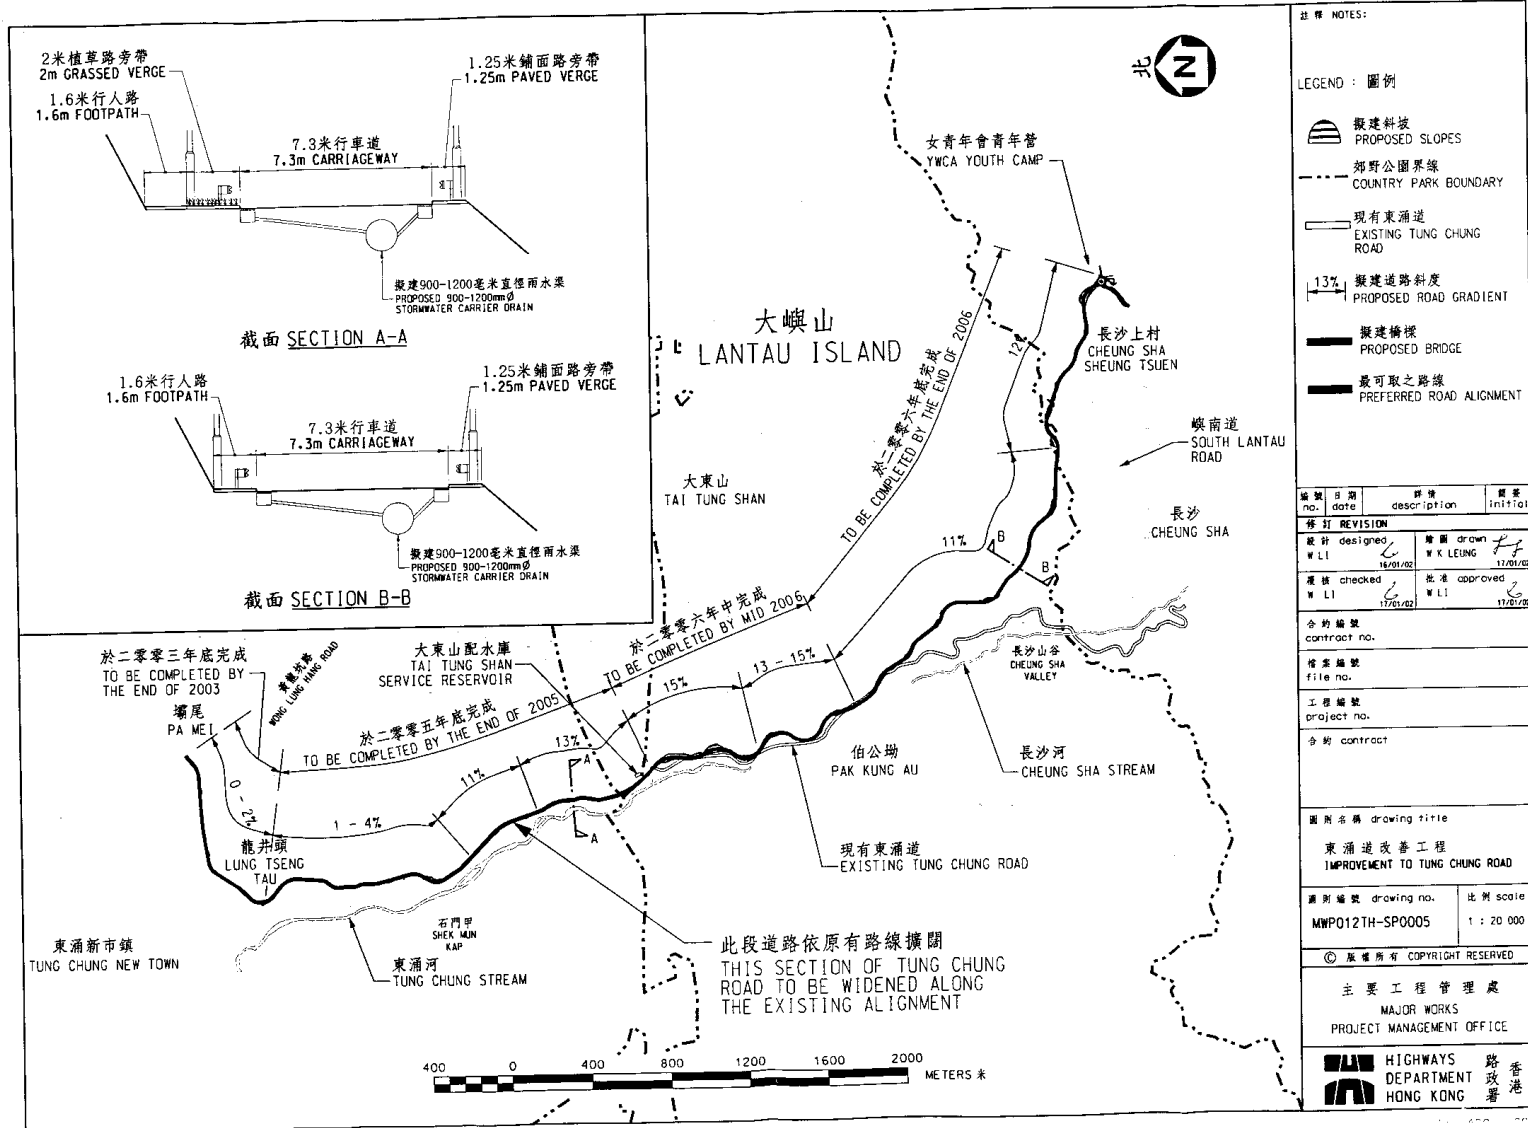 2米植草路旁帶
2m GRASSED VERGE
1.6米行人路
1.6m FOOTPATH
1.25米鋪面路旁帶
1.25m PAVED VERGE
7.3米行車道
7.3m CARRIAGEWAY
擬建900-1200毫米直徑雨水渠
PROPOSED 900-1200mmØ
STORMWATER CARRIER DRAIN
截面 SECTION A-A
1.6米行人路
1.6m FOOTPATH
1.25米鋪面路旁帶
1.25m PAVED VERGE
7.3米行車道
7.3m CARRIAGEWAY
擬建900-1200毫米直徑雨水渠
PROPOSED 900-1200mmØ
STORMWATER CARRIER DRAIN
截面 SECTION B-B
北
N
女青年會青年營
YWCA YOUTH CAMP
大嶼山
LANTAU ISLAND
長沙上村
CHEUNG SHA
SHEUNG TSUEN
12%
於二零零六年底完成
TO BE COMPLETED BY THE END OF 2006
嶼南道
SOUTH LANTAU
ROAD
大東山
TAI TUNG SHAN
長沙
CHEUNG SHA
11%
B
B
於二零零三年底完成
TO BE COMPLETED BY
THE END OF 2003
黃龍坑路
WONG LUNG HANG ROAD
壩尾
PA MEI
大東山配水庫
TAI TUNG SHAN
SERVICE RESERVOIR
於二零零六年中完成
TO BE COMPLETED BY MID 2006
於二零零五年底完成
TO BE COMPLETED BY THE END OF 2005
15%
13 - 15%
長沙山谷
CHEUNG SHA
VALLEY
13%
11%
A
A
0 - 2%
1 - 4%
伯公坳
PAK KUNG AU
長沙河
CHEUNG SHA STREAM
龍井頭
LUNG TSENG
TAU
現有東涌道
EXISTING TUNG CHUNG ROAD
石門甲
SHEK MUN
KAP
東涌新市鎮
TUNG CHUNG NEW TOWN
東涌河
TUNG CHUNG STREAM
此段道路依原有路線擴闊
THIS SECTION OF TUNG CHUNG
ROAD TO BE WIDENED ALONG
THE EXISTING ALIGNMENT
400 0 400 800 1200 1600 2000
METERS 米
註釋 NOTES:
LEGEND : 圖例
擬建斜坡
PROPOSED SLOPES
郊野公園界線
COUNTRY PARK BOUNDARY
現有東涌道
EXISTING TUNG CHUNG
ROAD
13%
擬建道路斜度
PROPOSED ROAD GRADIENT
擬建橋樑
PROPOSED BRIDGE
最可取之路線
PREFERRED ROAD ALIGNMENT
編號 日期 詳情 簡簽
no. date description initial
修訂 REVISION
設計 designed 繪圖 drawn
W LI W K LEUNG
16/01/02 17/01/02
覆核 checked 批准 approved
W LI W LI
17/01/02 17/01/02
合約編號
contract no.
檔案編號
file no.
工程編號
project no.
合約 contract
圖則名稱 drawing title
東涌道改善工程
IMPROVEMENT TO TUNG CHUNG ROAD
圖則編號 drawing no. 比例 scale
MWP012TH-SP0005 1 : 20 000
© 版權所有 COPYRIGHT RESERVED
主要工程管理處
MAJOR WORKS
PROJECT MANAGEMENT OFFICE
HIGHWAYS
DEPARTMENT
HONG KONG
香港
路政署